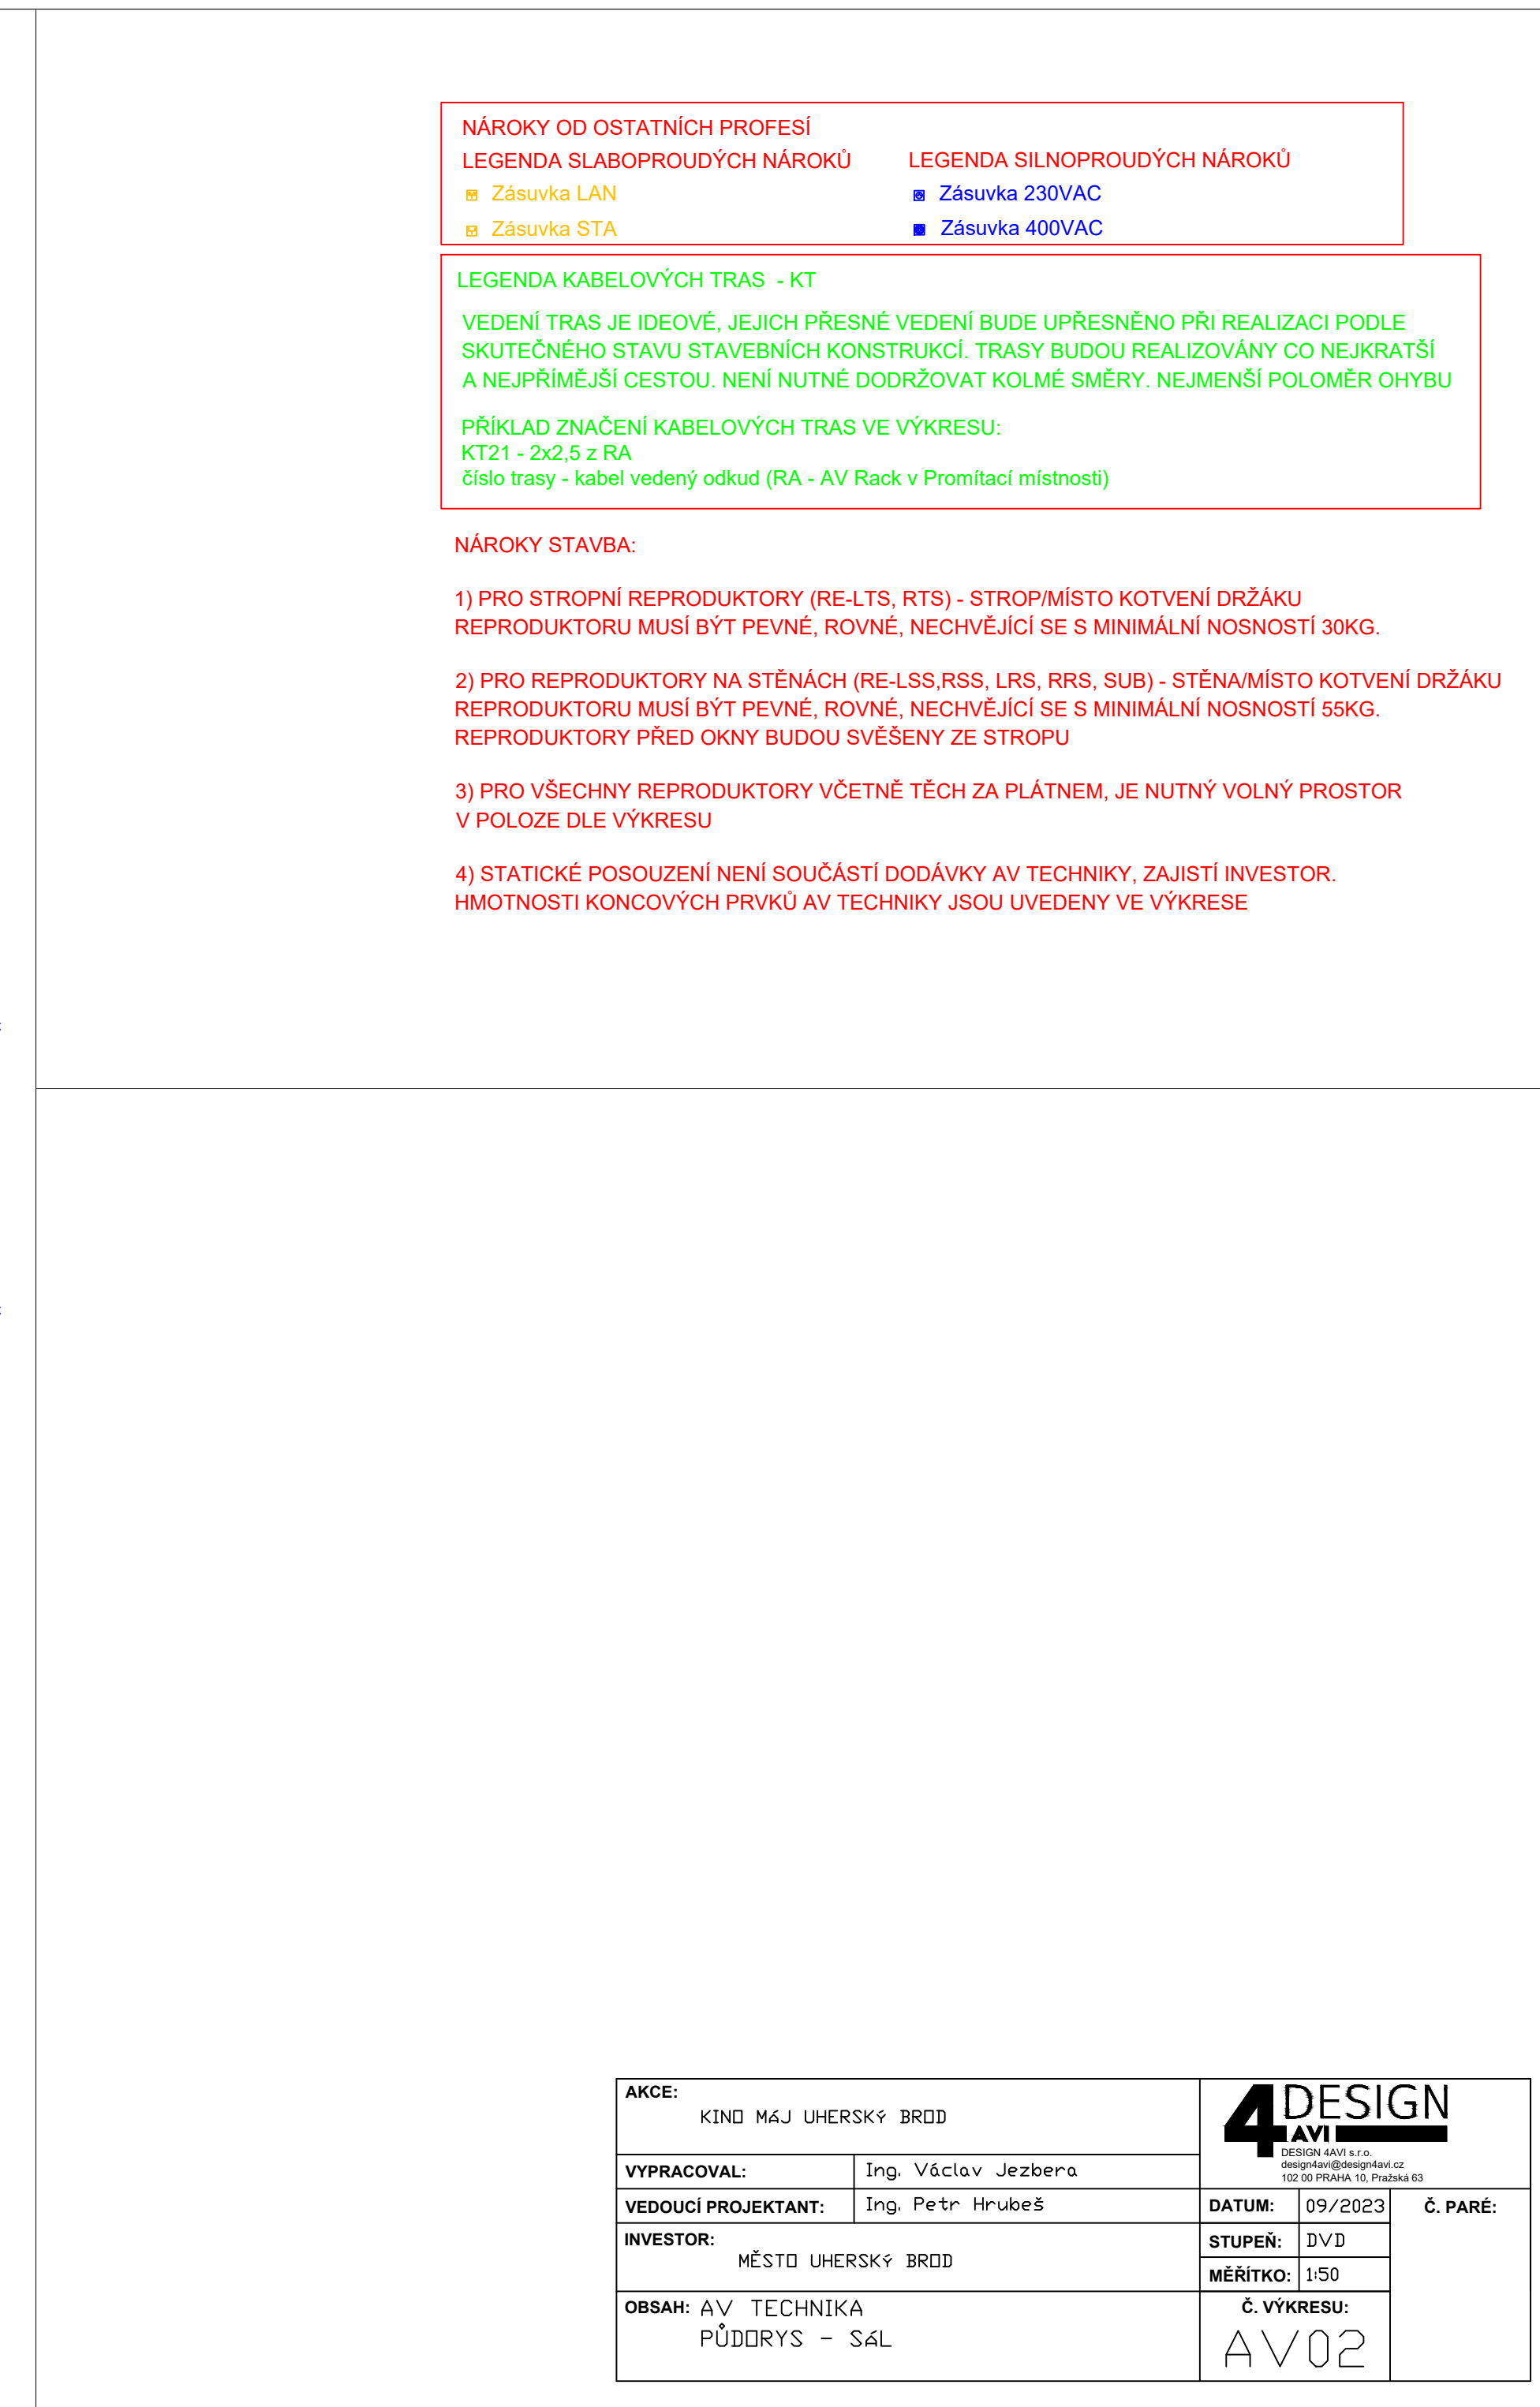 NÁROKY OD OSTATNÍCH PROFESÍ
LEGENDA SLABOPROUDÝCH NÁROKŮ
LEGENDA SILNOPROUDÝCH NÁROKŮ
Zásuvka LAN
Zásuvka 230VAC
Zásuvka STA
Zásuvka 400VAC
LEGENDA KABELOVÝCH TRAS - KT
VEDENÍ TRAS JE IDEOVÉ, JEJICH PŘESNÉ VEDENÍ BUDE UPŘESNĚNO PŘI REALIZACI PODLE
SKUTEČNÉHO STAVU STAVEBNÍCH KONSTRUKCÍ. TRASY BUDOU REALIZOVÁNY CO NEJKRATŠÍ
A NEJPŘÍMĚJŠÍ CESTOU. NENÍ NUTNÉ DODRŽOVAT KOLMÉ SMĚRY. NEJMENŠÍ POLOMĚR OHYBU
PŘÍKLAD ZNAČENÍ KABELOVÝCH TRAS VE VÝKRESU:
KT21 - 2x2,5 z RA
číslo trasy - kabel vedený odkud (RA - AV Rack v Promítací místnosti)
NÁROKY STAVBA:
1) PRO STROPNÍ REPRODUKTORY (RE-LTS, RTS) - STROP/MÍSTO KOTVENÍ DRŽÁKU
REPRODUKTORU MUSÍ BÝT PEVNÉ, ROVNÉ, NECHVĚJÍCÍ SE S MINIMÁLNÍ NOSNOSTÍ 30KG.
2) PRO REPRODUKTORY NA STĚNÁCH (RE-LSS,RSS, LRS, RRS, SUB) - STĚNA/MÍSTO KOTVENÍ DRŽÁKU
REPRODUKTORU MUSÍ BÝT PEVNÉ, ROVNÉ, NECHVĚJÍCÍ SE S MINIMÁLNÍ NOSNOSTÍ 55KG.
REPRODUKTORY PŘED OKNY BUDOU SVĚŠENY ZE STROPU
3) PRO VŠECHNY REPRODUKTORY VČETNĚ TĚCH ZA PLÁTNEM, JE NUTNÝ VOLNÝ PROSTOR
V POLOZE DLE VÝKRESU
4) STATICKÉ POSOUZENÍ NENÍ SOUČÁSTÍ DODÁVKY AV TECHNIKY, ZAJISTÍ INVESTOR.
HMOTNOSTI KONCOVÝCH PRVKŮ AV TECHNIKY JSOU UVEDENY VE VÝKRESE
AKCE:
KINO MÁJ UHERSKÝ BROD
4 DESIGN
AVI
DESIGN 4AVI s.r.o.
design4avi@design4avi.cz
102 00 PRAHA 10, Pražská 63
VYPRACOVAL: Ing. Václav Jezbera
VEDOUCÍ PROJEKTANT: Ing. Petr Hrubeš
DATUM: 09/2023
Č. PARÉ:
INVESTOR:
MĚSTO UHERSKÝ BROD
STUPEŇ: DVD
MĚŘÍTKO: 1:50
OBSAH: AV TECHNIKA
PŮDORYS - SÁL
Č. VÝKRESU:
AV02